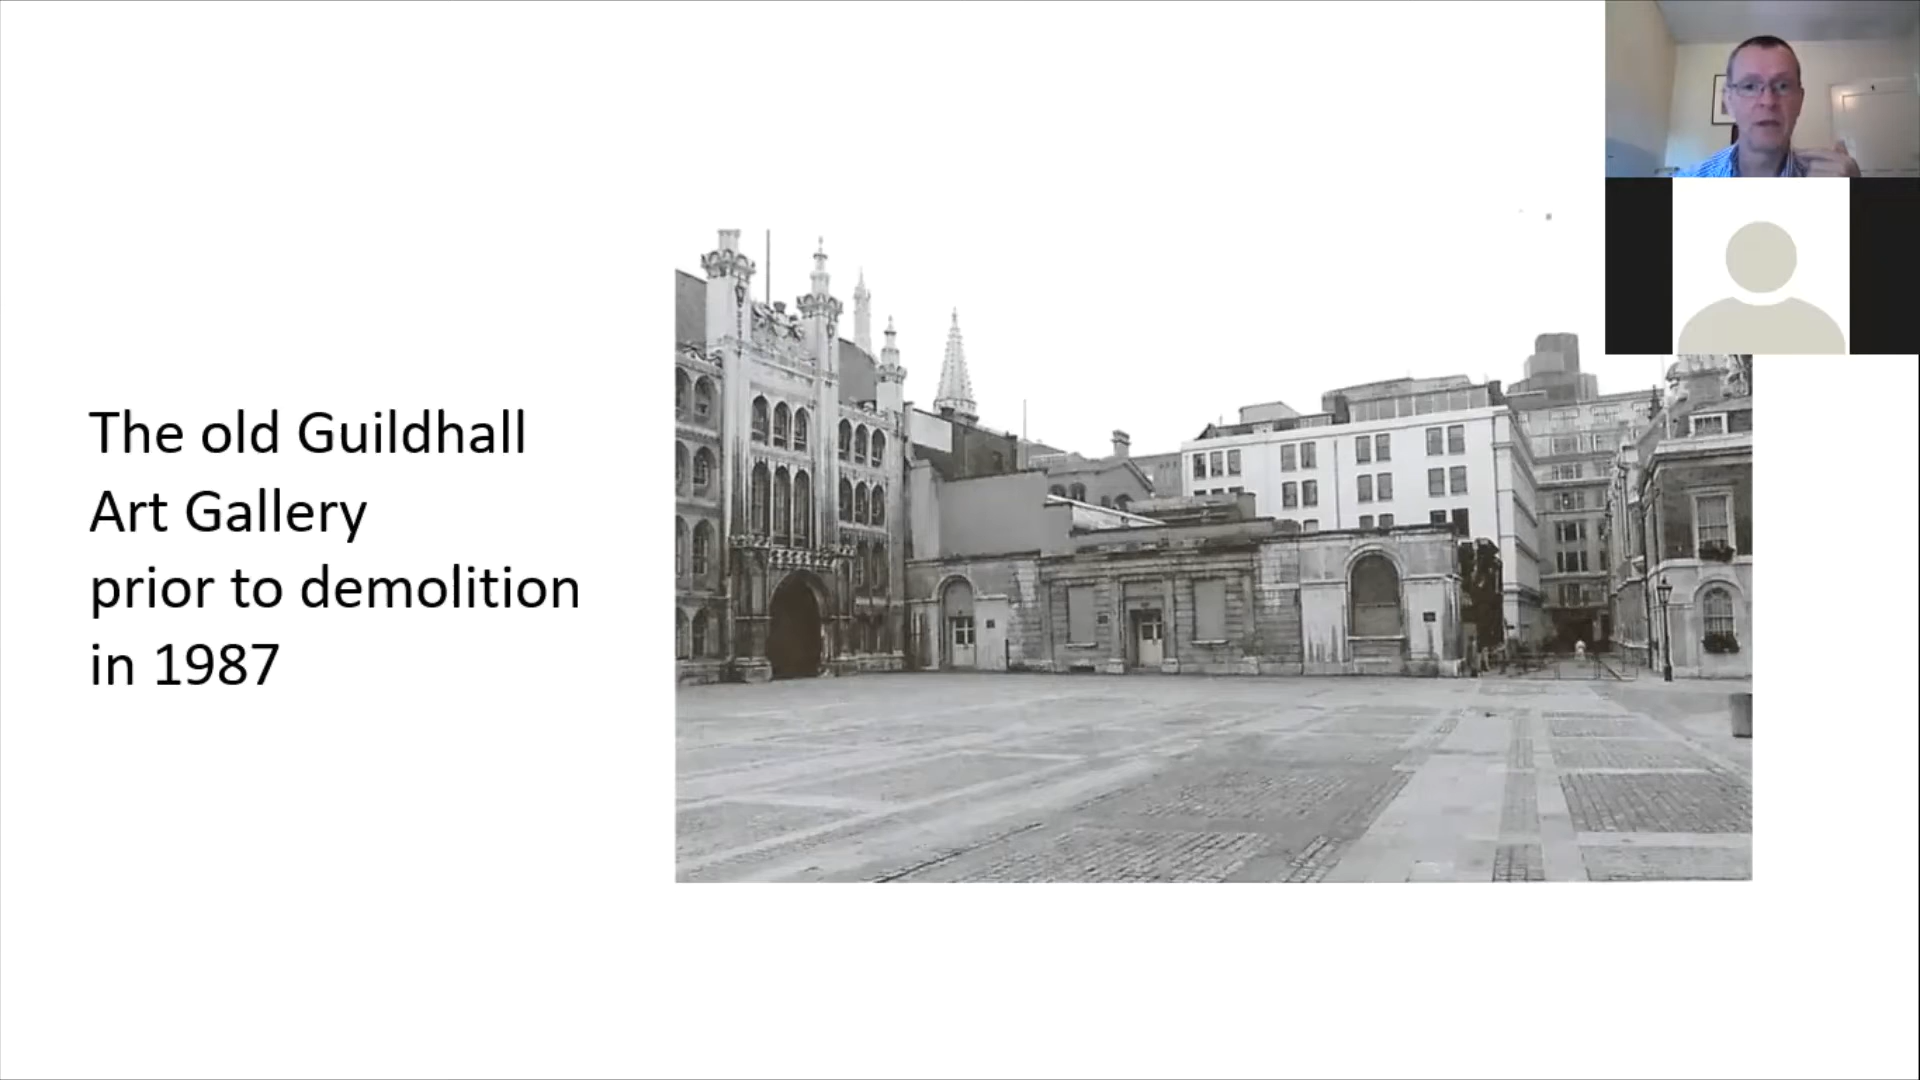 The old Guildhall
Art Gallery
prior to demolition
in 1987